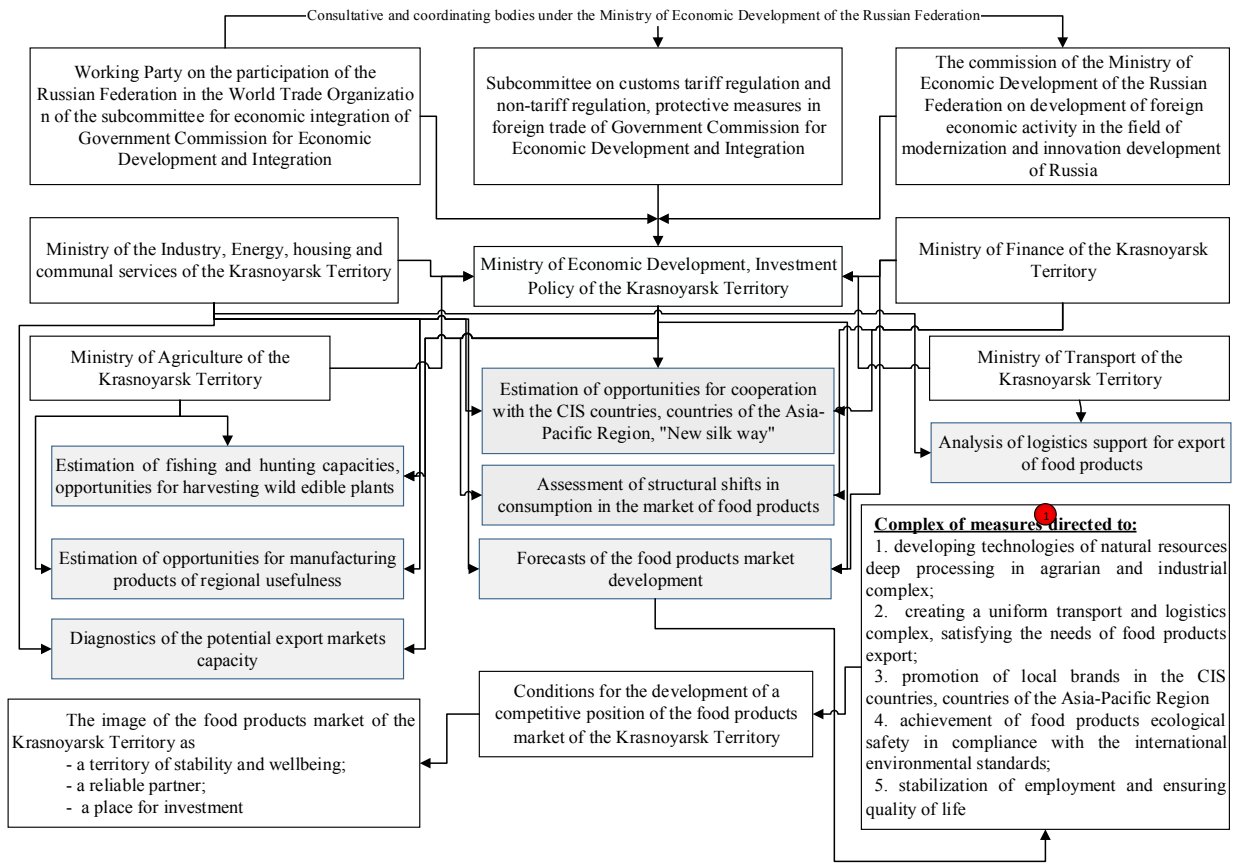 Consultative and coordinating bodies under the Ministry of Economic Development of the Russian Federation
Working Party on the participation of the
Russian Federation in the World Trade Organizatio
n of the subcommittee for economic integration of
Government Commission for Economic
Development and Integration
Subcommittee on customs tariff regulation and
non-tariff regulation, protective measures in
foreign trade of Government Commission for
Economic Development and Integration
The commission of the Ministry of
Economic Development of the Russian
Federation on development of foreign
economic activity in the field of
modernization and innovation development
of Russia
Ministry of the Industry, Energy, housing and
communal services of the Krasnoyarsk Territory
Ministry of Economic Development, Investment
Policy of the Krasnoyarsk Territory
Ministry of Finance of the Krasnoyarsk
Territory
Ministry of Agriculture of the
Krasnoyarsk Territory
Ministry of Transport of the
Krasnoyarsk Territory
Estimation of opportunities for cooperation
with the CIS countries, countries of the Asia-
Pacific Region, "New silk way"
Analysis of logistics support for export
of food products
Estimation of fishing and hunting capacities,
opportunities for harvesting wild edible plants
Assessment of structural shifts in
consumption in the market of food products
Estimation of opportunities for manufacturing
products of regional usefulness
Forecasts of the food products market
development
Diagnostics of the potential export markets
capacity
1
Complex of measures directed to:
1. developing technologies of natural resources
deep processing in agrarian and industrial
complex;
2. creating a uniform transport and logistics
complex, satisfying the needs of food products
export;
3. promotion of local brands in the CIS
countries, countries of the Asia-Pacific Region
4. achievement of food products ecological
safety in compliance with the international
environmental standards;
5. stabilization of employment and ensuring
quality of life
Conditions for the development of a
competitive position of the food products
market of the Krasnoyarsk Territory
The image of the food products market of the
Krasnoyarsk Territory as
- a territory of stability and wellbeing;
- a reliable partner;
- a place for investment